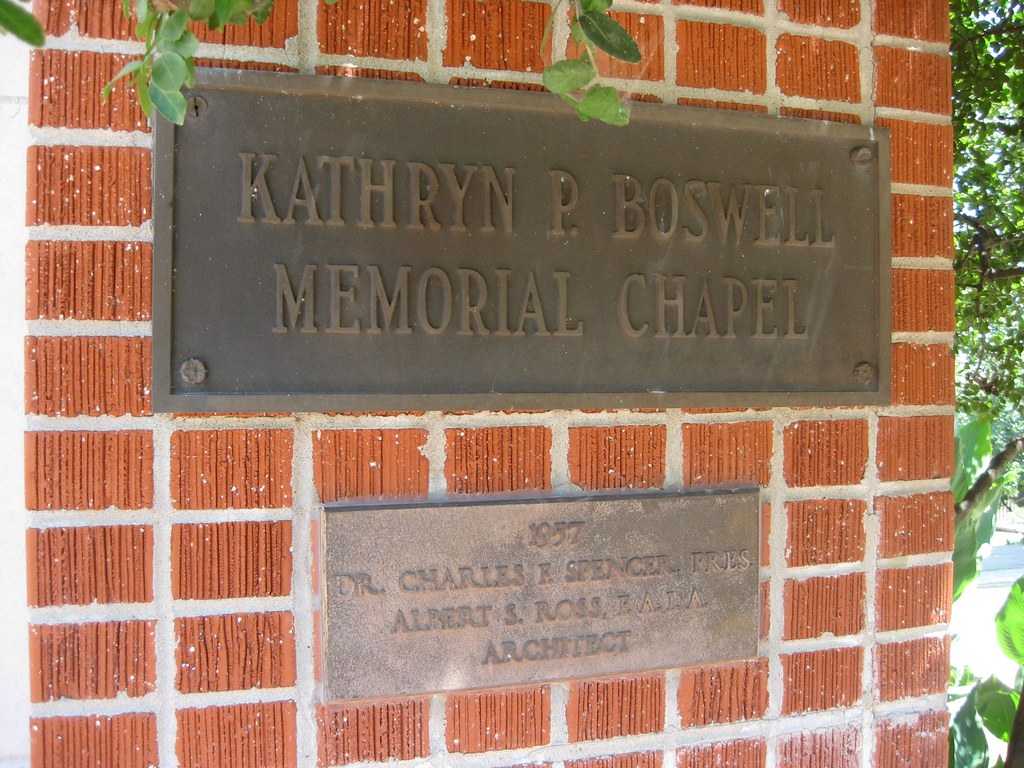 KATHRYN P. BOSWELL
MEMORIAL CHAPEL
1957
DR. CHARLES F. SPENCER, PRES.
ALBERT S. ROSS, F.A.I.A.
ARCHITECT